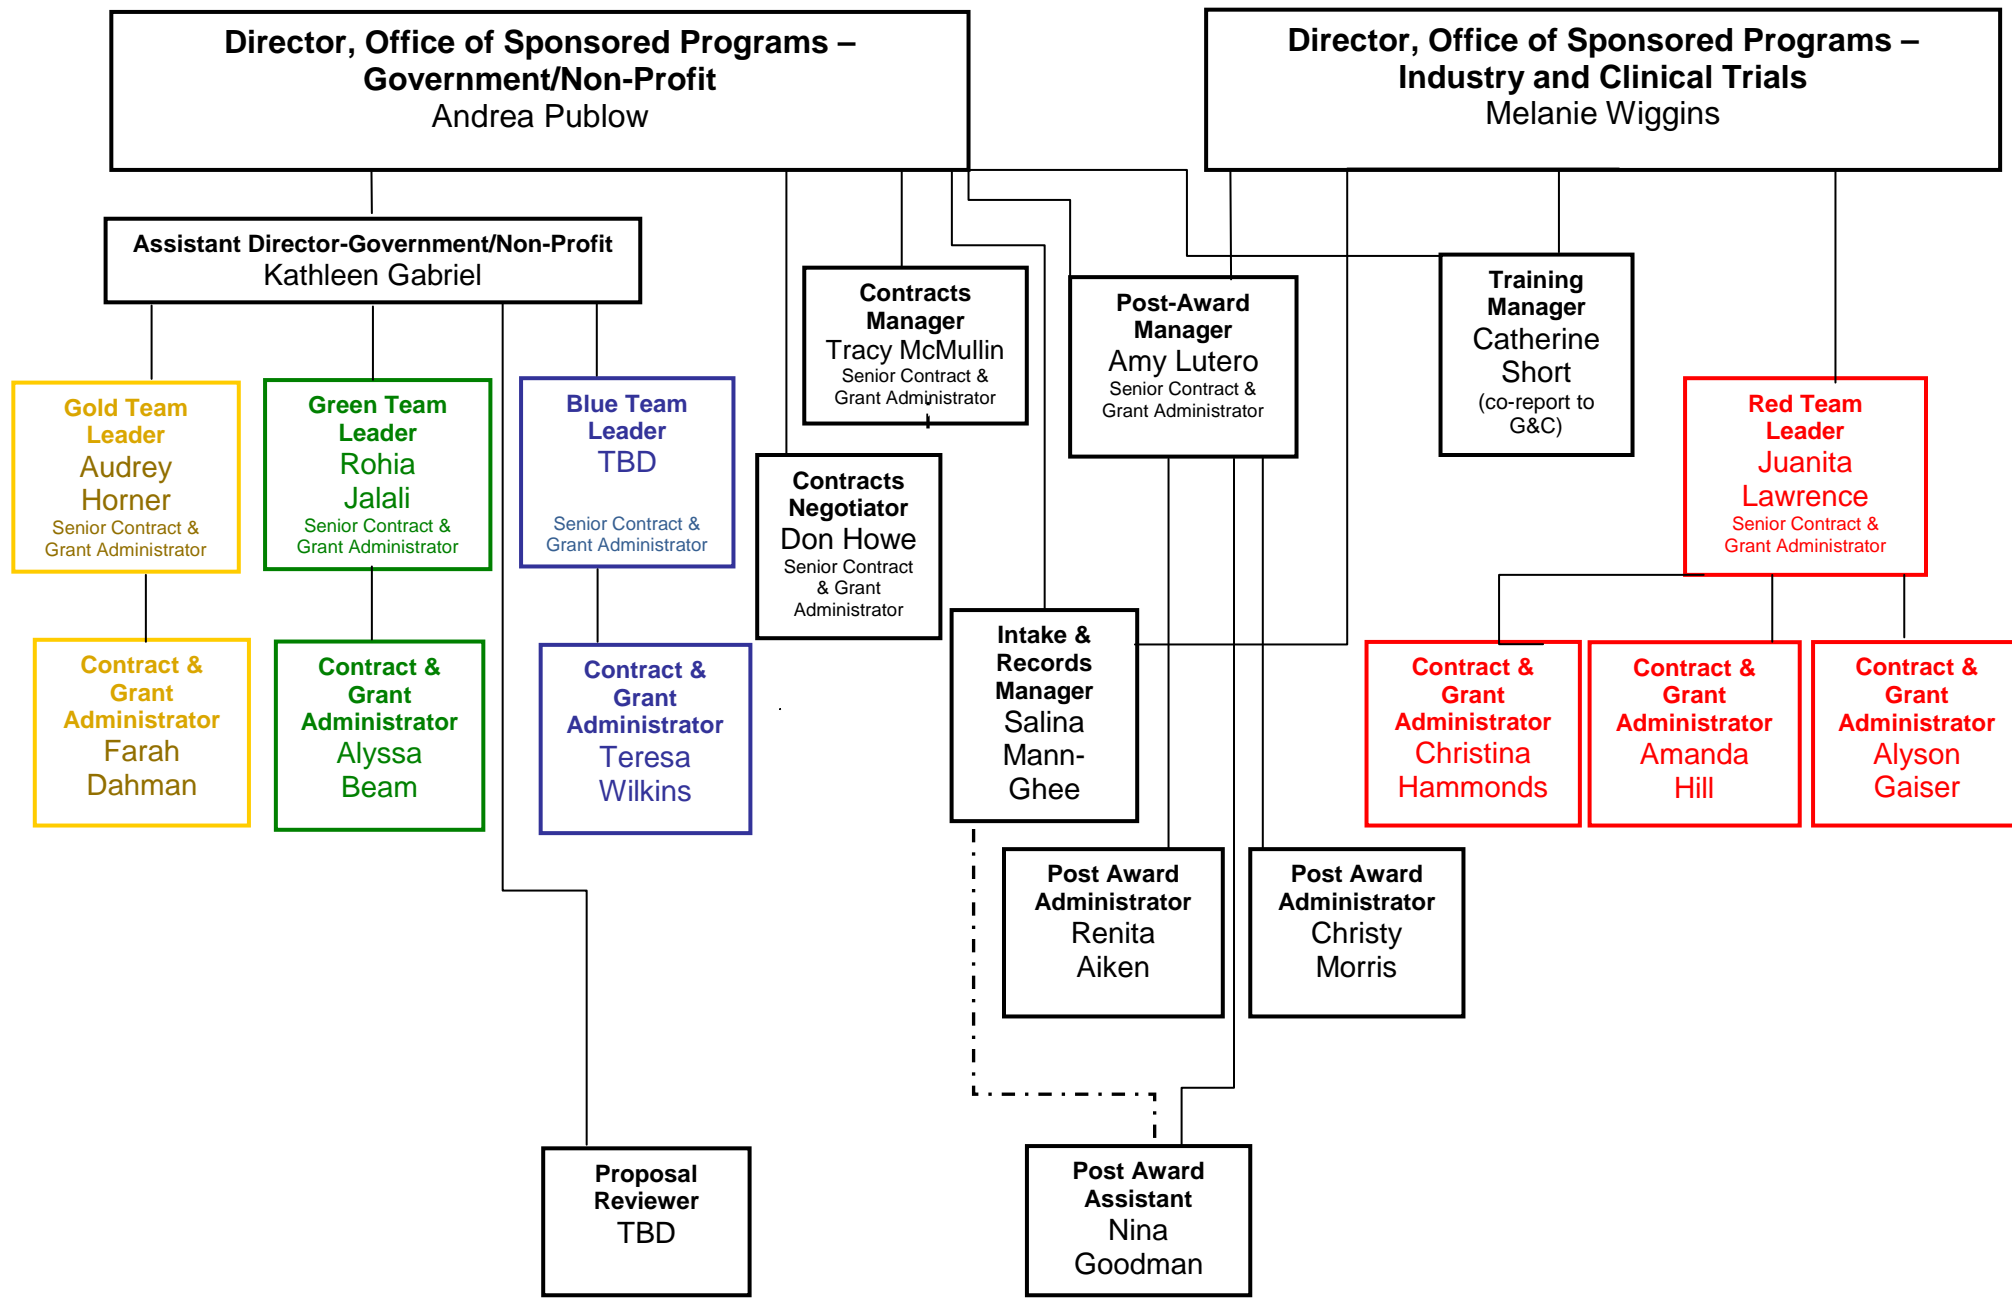 Director, Office of Sponsored Programs –
Government/Non-Profit
Andrea Publow
Director, Office of Sponsored Programs –
Industry and Clinical Trials
Melanie Wiggins
Assistant Director-Government/Non-Profit
Kathleen Gabriel
Contracts
Manager
Tracy McMullin
Senior Contract &
Grant Administrator
Post-Award
Manager
Amy Lutero
Senior Contract &
Grant Administrator
Training
Manager
Catherine
Short
(co-report to
G&C)
Gold Team
Leader
Audrey
Horner
Senior Contract &
Grant Administrator
Green Team
Leader
Rohia
Jalali
Senior Contract &
Grant Administrator
Blue Team
Leader
TBD
Senior Contract &
Grant Administrator
Contracts
Negotiator
Don Howe
Senior Contract
& Grant
Administrator
Red Team
Leader
Juanita
Lawrence
Senior Contract &
Grant Administrator
Contract &
Grant
Administrator
Farah
Dahman
Contract &
Grant
Administrator
Alyssa
Beam
Contract &
Grant
Administrator
Teresa
Wilkins
Intake &
Records
Manager
Salina
Mann-
Ghee
Contract &
Grant
Administrator
Christina
Hammonds
Contract &
Grant
Administrator
Amanda
Hill
Contract &
Grant
Administrator
Alyson
Gaiser
Post Award
Administrator
Renita
Aiken
Post Award
Administrator
Christy
Morris
Proposal
Reviewer
TBD
Post Award
Assistant
Nina
Goodman